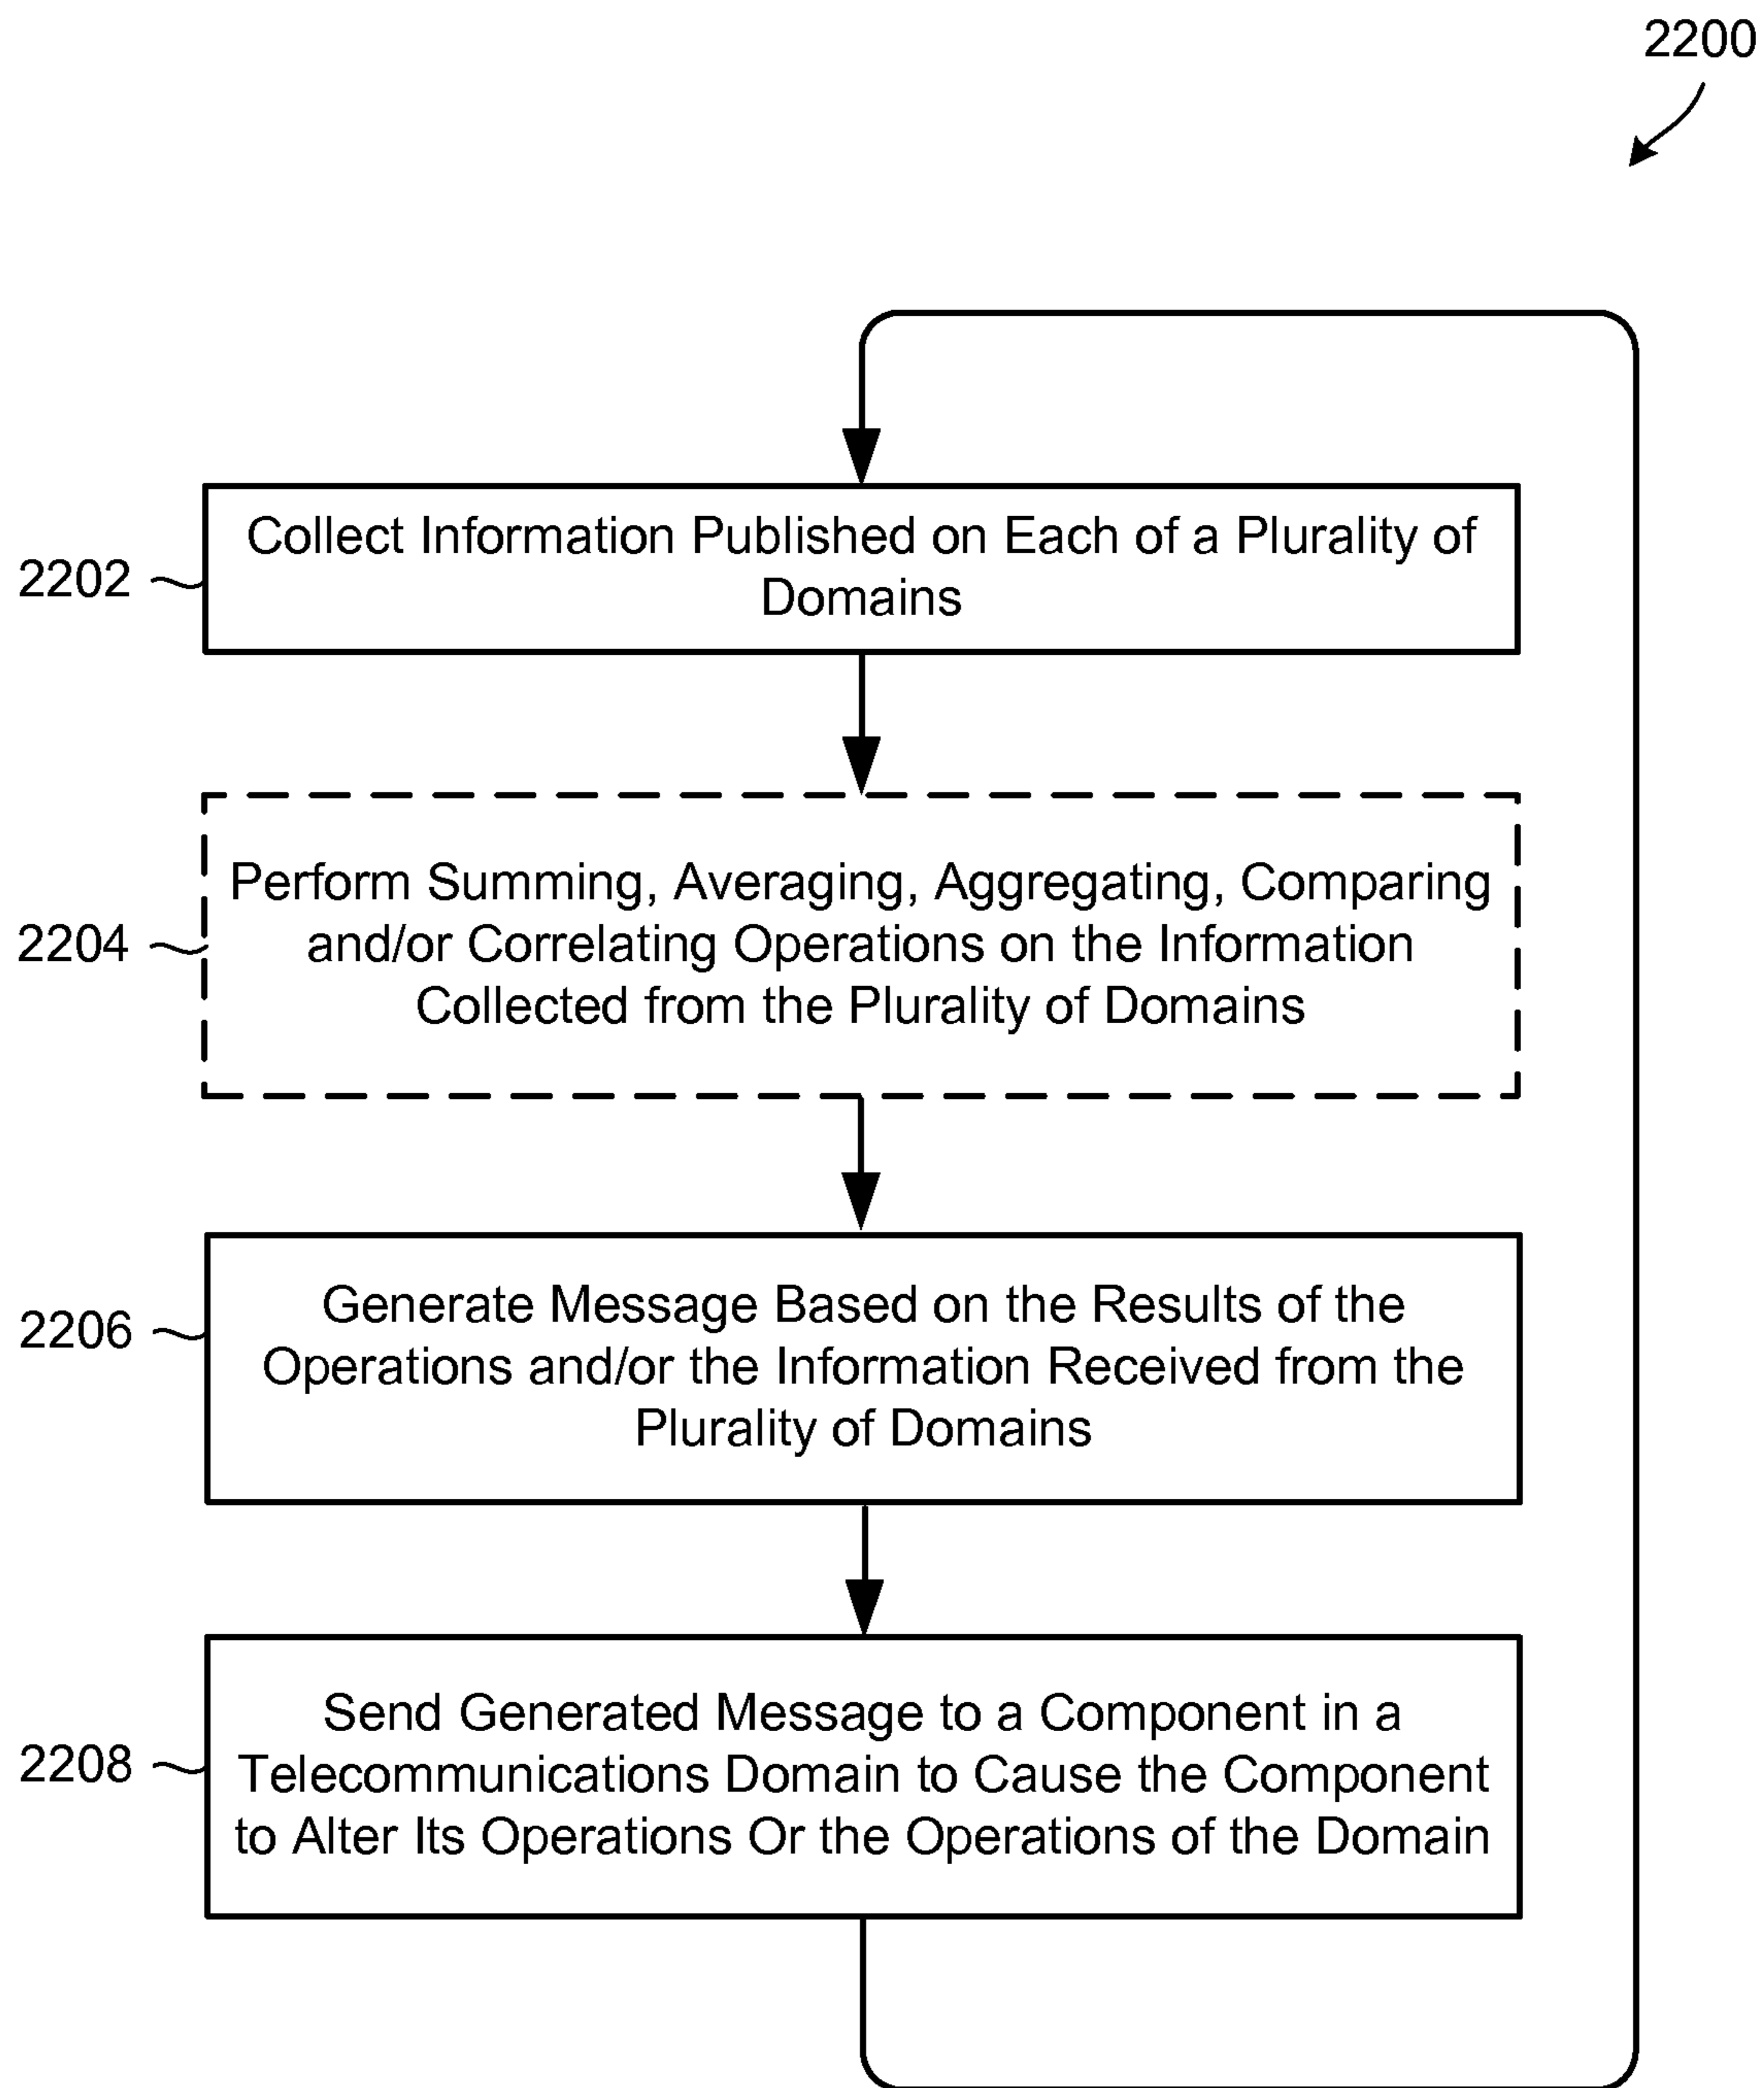 2200
2202
Collect Information Published on Each of a Plurality of
Domains
2204
Perform Summing, Averaging, Aggregating, Comparing
and/or Correlating Operations on the Information
Collected from the Plurality of Domains
2206
Generate Message Based on the Results of the
Operations and/or the Information Received from the
Plurality of Domains
2208
Send Generated Message to a Component in a
Telecommunications Domain to Cause the Component
to Alter Its Operations Or the Operations of the Domain